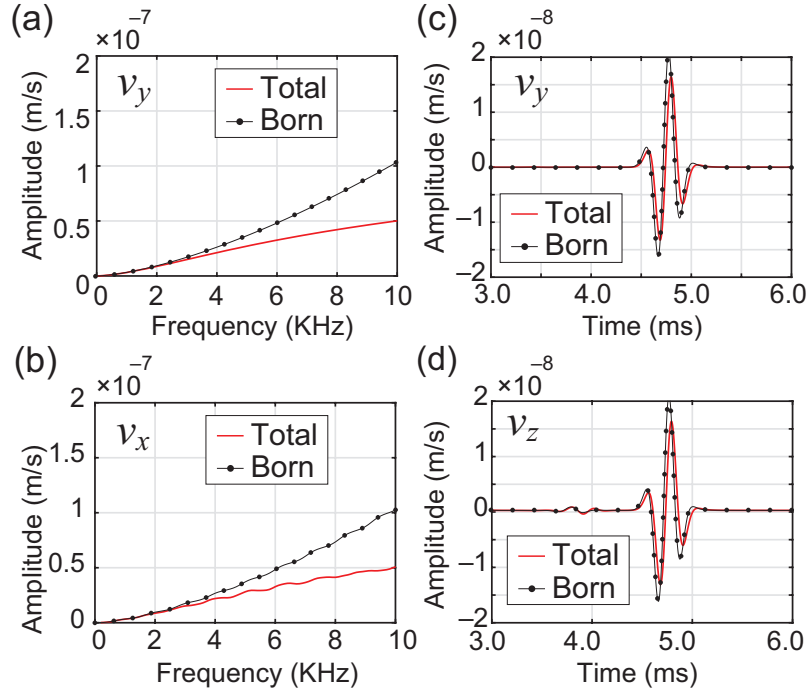 (a)
×10⁻⁷
2
1.5
1
0.5
0
Amplitude (m/s)
v_y
Total
Born
0 2 4 6 8 10
Frequency (KHz)
(c)
×10⁻⁸
2
1
0
−1
−2
Amplitude (m/s)
v_y
Total
Born
3.0 4.0 5.0 6.0
Time (ms)
(b)
×10⁻⁷
2
1.5
1
0.5
0
Amplitude (m/s)
v_x
Total
Born
0 2 4 6 8 10
Frequency (KHz)
(d)
×10⁻⁸
2
1
0
−1
−2
Amplitude (m/s)
v_z
Total
Born
3.0 4.0 5.0 6.0
Time (ms)